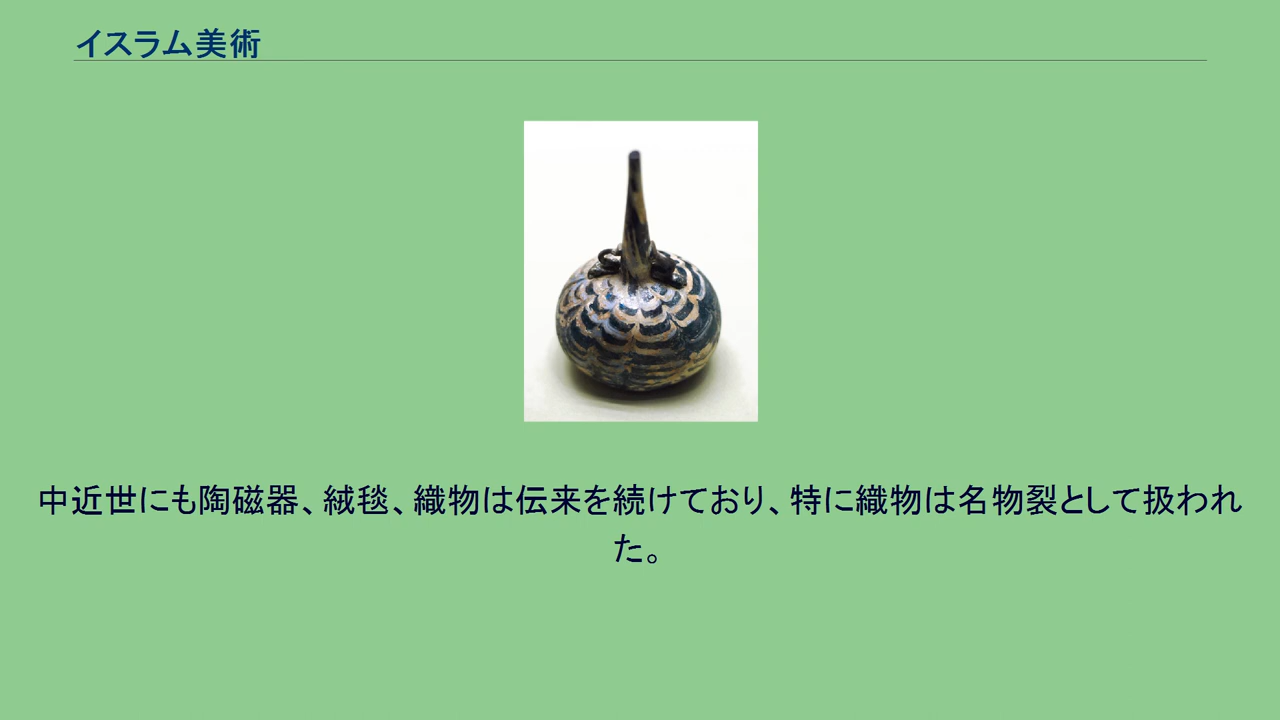 イスラム美術
中近世にも陶磁器、絨毯、織物は伝来を続けており、特に織物は名物裂として扱われ
た。